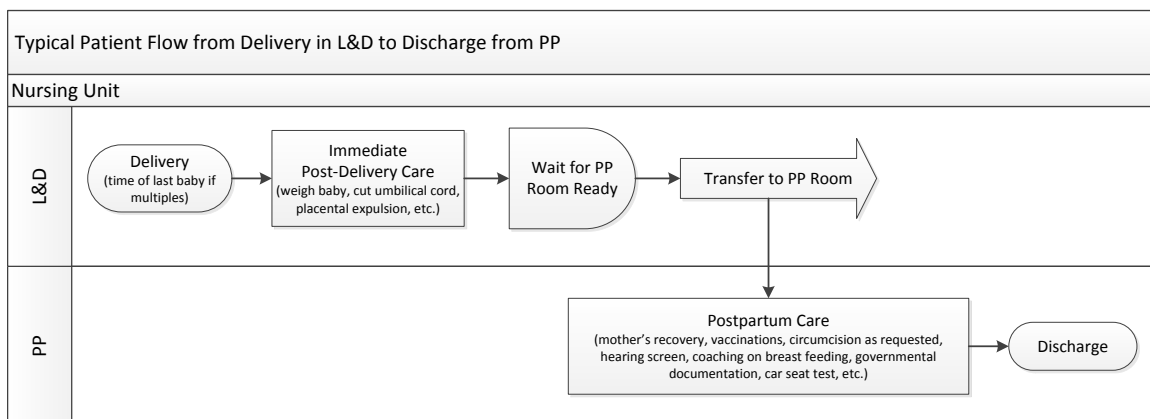 Typical Patient Flow from Delivery in L&D to Discharge from PP
Nursing Unit
L&D
Delivery
(time of last baby if
multiples)
Immediate
Post-Delivery Care
(weigh baby, cut umbilical cord,
placental expulsion, etc.)
Wait for PP
Room Ready
Transfer to PP Room
PP
Postpartum Care
(mother's recovery, vaccinations, circumcision as requested,
hearing screen, coaching on breast feeding, governmental
documentation, car seat test, etc.)
Discharge